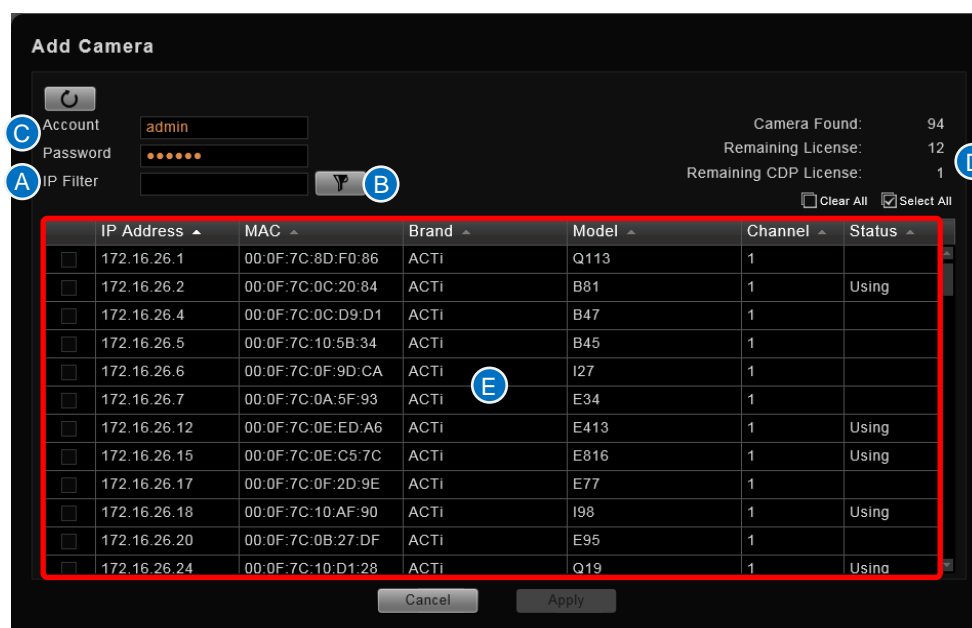 Add Camera
C Account admin Camera Found: 94
Password •••••• Remaining License: 12
A IP Filter B Remaining CDP License: 1 D
Clear All Select All
IP Address MAC Brand Model Channel Status
172.16.26.1 00:0F:7C:8D:F0:86 ACTi Q113 1
172.16.26.2 00:0F:7C:0C:20:84 ACTi B81 1 Using
172.16.26.4 00:0F:7C:0C:D9:D1 ACTi B47 1
172.16.26.5 00:0F:7C:10:5B:34 ACTi B45 1
172.16.26.6 00:0F:7C:0F:9D:CA ACTi I27 1
E
172.16.26.7 00:0F:7C:0A:5F:93 ACTi E34 1
172.16.26.12 00:0F:7C:0E:ED:A6 ACTi E413 1 Using
172.16.26.15 00:0F:7C:0E:C5:7C ACTi E816 1 Using
172.16.26.17 00:0F:7C:0F:2D:9E ACTi E77 1
172.16.26.18 00:0F:7C:10:AF:90 ACTi I98 1 Using
172.16.26.20 00:0F:7C:0B:27:DF ACTi E95 1
172.16.26.24 00:0F:7C:10:D1:28 ACTi Q19 1 Using
Cancel Apply